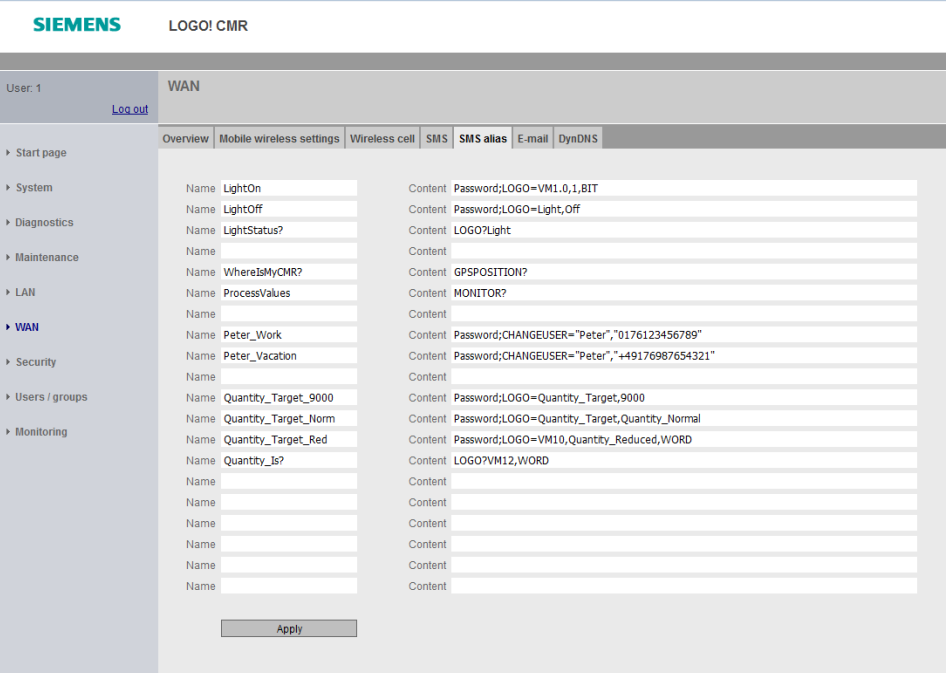 SIEMENS LOGO! CMR
User: 1
Log out
WAN
Overview Mobile wireless settings Wireless cell SMS SMS alias E-mail DynDNS
Start page
System
Diagnostics
Maintenance
LAN
WAN
Security
Users / groups
Monitoring
Name LightOn Content Password;LOGO=VM1.0,1,BIT
Name LightOff Content Password;LOGO=Light,Off
Name LightStatus? Content LOGO?Light
Name Content
Name WhereIsMyCMR? Content GPSPOSITION?
Name ProcessValues Content MONITOR?
Name Content
Name Peter_Work Content Password;CHANGEUSER="Peter","0176123456789"
Name Peter_Vacation Content Password;CHANGEUSER="Peter","+49176987654321"
Name Content
Name Quantity_Target_9000 Content Password;LOGO=Quantity_Target,9000
Name Quantity_Target_Norm Content Password;LOGO=Quantity_Target,Quantity_Normal
Name Quantity_Target_Red Content Password;LOGO=VM10,Quantity_Reduced,WORD
Name Quantity_Is? Content LOGO?VM12,WORD
Name Content
Name Content
Name Content
Name Content
Name Content
Name Content
Apply